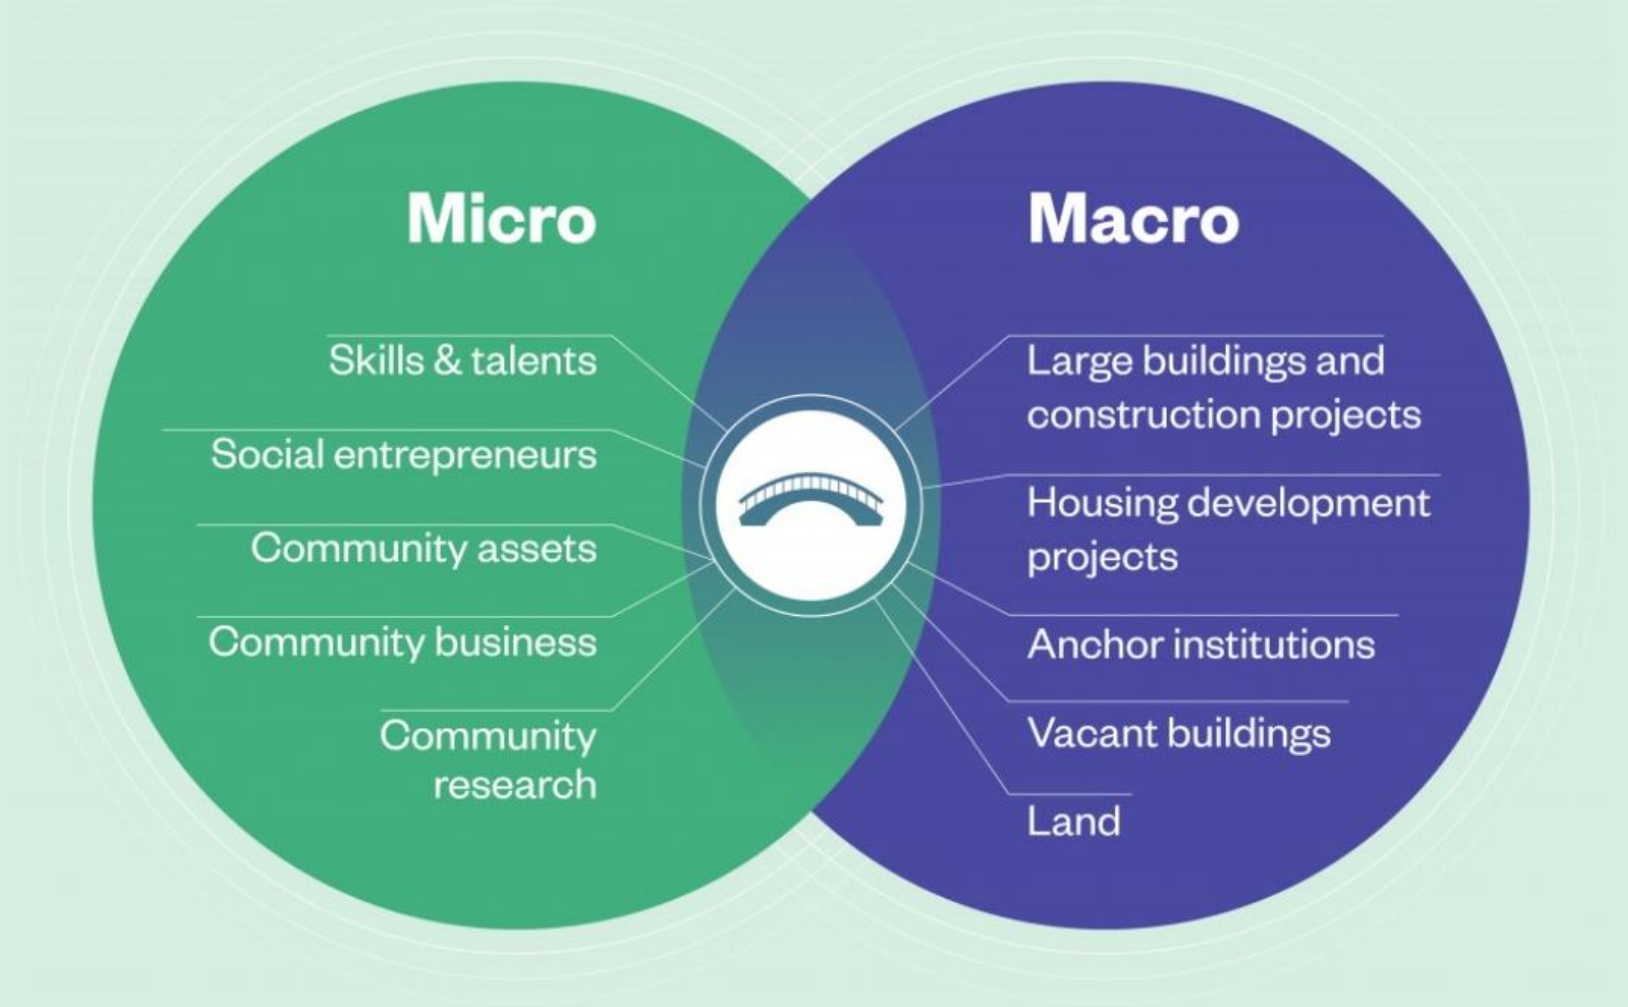 Micro
Skills & talents
Social entrepreneurs
Community assets
Community business
Community
research
Macro
Large buildings and
construction projects
Housing development
projects
Anchor institutions
Vacant buildings
Land